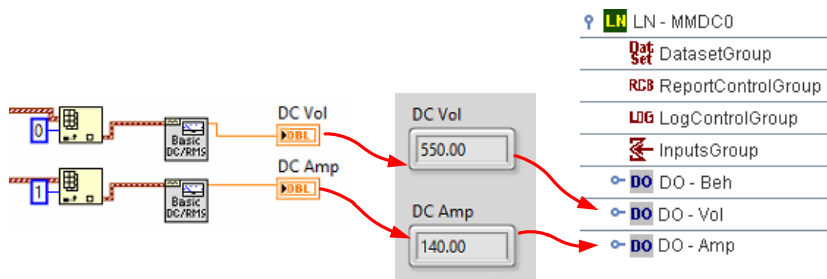 LN LN - MMDC0
Dat Set DatasetGroup
RCB ReportControlGroup
LOG LogControlGroup
InputsGroup
DO DO - Beh
DO DO - Vol
DO DO - Amp
0
Basic
DC/RMS
DC Vol
DBL
1
Basic
DC/RMS
DC Amp
DBL
DC Vol
550.00
DC Amp
140.00